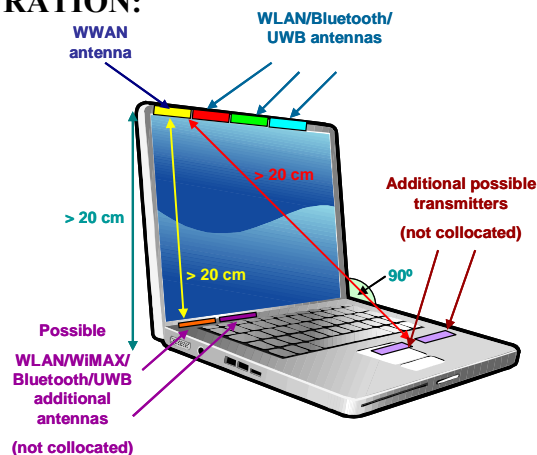 RATION:
WWAN
antenna
WLAN/Bluetooth/
UWB antennas
> 20 cm
Additional possible
transmitters
(not collocated)
> 20 cm
> 20 cm
90º
Possible
WLAN/WiMAX/
Bluetooth/UWB
additional
antennas
(not collocated)